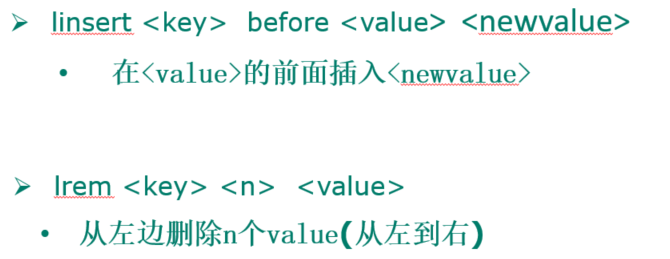 ➢ linsert <key> before <value> <newvalue>
• 在<value>的前面插入<newvalue>
➢ lrem <key> <n> <value>
• 从左边删除n个value(从左到右)